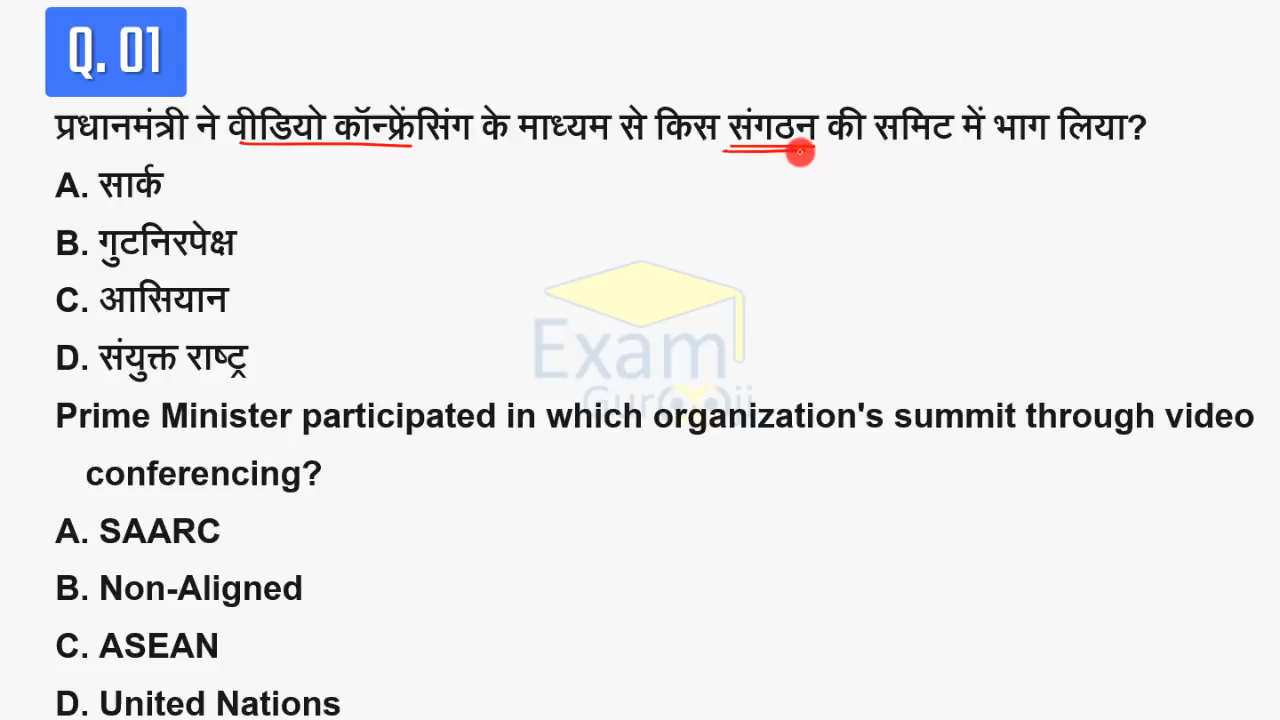 Q. 01
प्रधानमंत्री ने वीडियो कॉन्फ्रेंसिंग के माध्यम से किस संगठन की समिट में भाग लिया?
A. सार्क
B. गुटनिरपेक्ष
C. आसियान
D. संयुक्त राष्ट्र
Exam
Gurooji
Prime Minister participated in which organization's summit through video
conferencing?
A. SAARC
B. Non-Aligned
C. ASEAN
D. United Nations